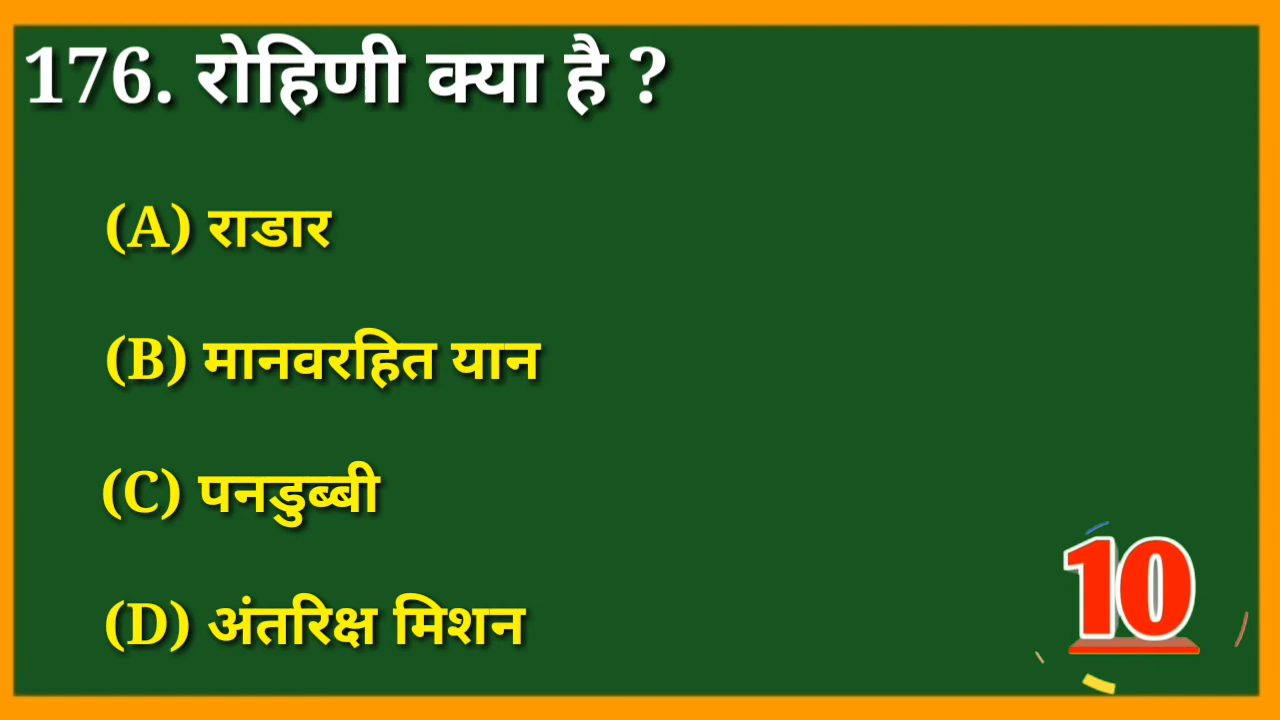 176. रोहिणी क्या है ?
(A) राडार
(B) मानवरहित यान
(C) पनडुब्बी
(D) अंतरिक्ष मिशन
10